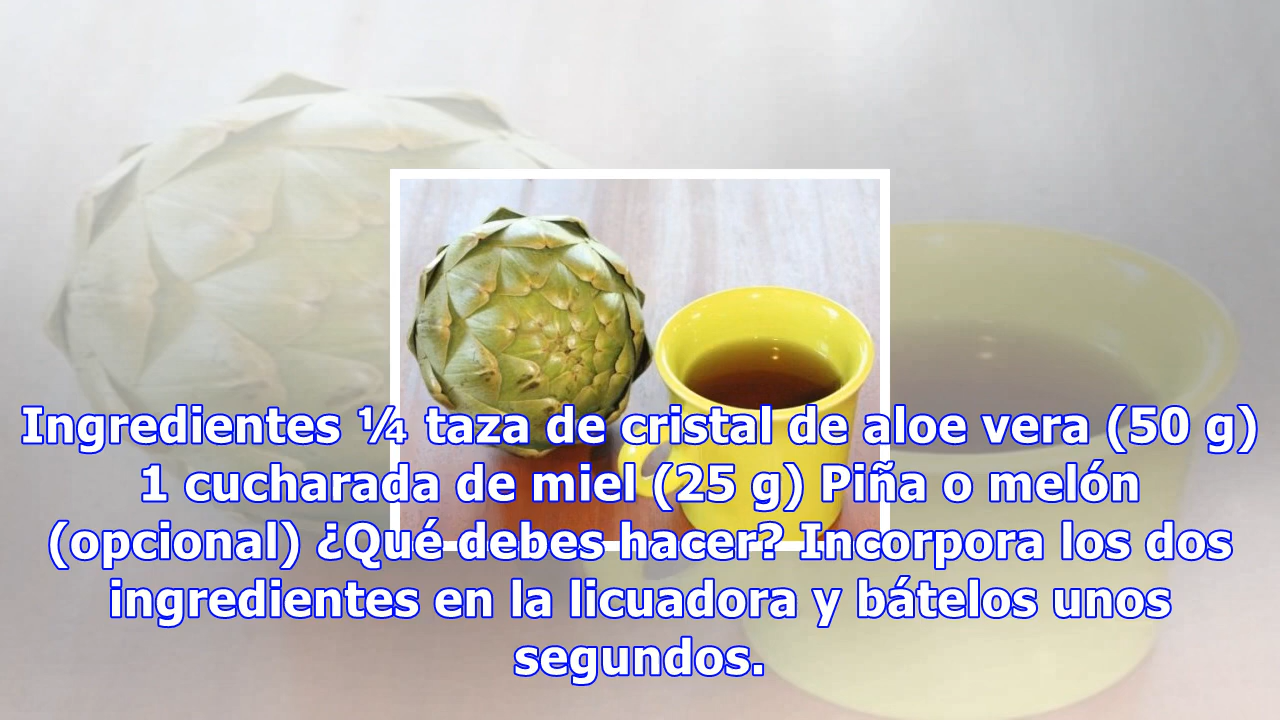 Ingredientes ¼ taza de cristal de aloe vera (50 g)
1 cucharada de miel (25 g) Piña o melón
(opcional) ¿Qué debes hacer? Incorpora los dos
ingredientes en la licuadora y bátelos unos
segundos.